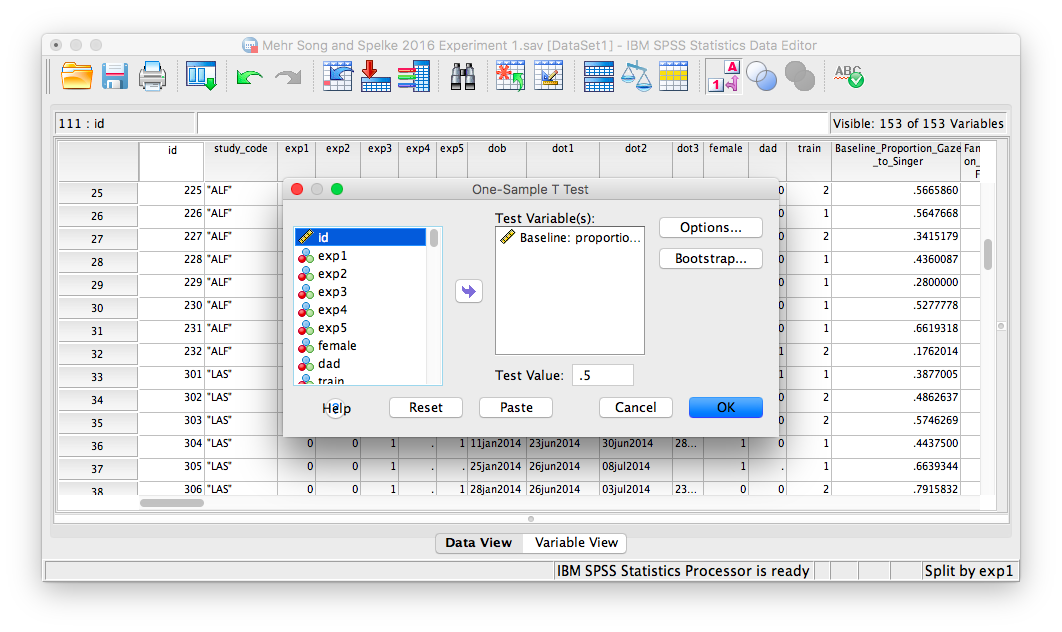 Mehr Song and Spelke 2016 Experiment 1.sav [DataSet1] - IBM SPSS Statistics Data Editor
A
1
ABC
111 : id
Visible: 153 of 153 Variables
id study_code exp1 exp2 exp3 exp4 exp5 dob dot1 dot2 dot3 female dad train Baseline_Proportion_Gaze_to_Singer Fam
on_
F
25 225 "ALF" 0 2 .5665860
26 226 "ALF" 0 1 .5647668
27 227 "ALF" 0 2 .3415179
28 228 "ALF" 0 1 .4360087
29 229 "ALF" 0 1 .2800000
30 230 "ALF" 0 1 .5277778
31 231 "ALF" 0 1 .6619318
32 232 "ALF" 1 2 .1762014
33 301 "LAS" 0 1 .3877005
34 302 "LAS" 0 2 .4862637
35 303 "LAS" 0 2 .5746269
36 304 "LAS" 0 0 1 . 1 11jan2014 23jun2014 30jun2014 28... 1 0 1 .4437500
37 305 "LAS" 0 0 1 . . 25jan2014 26jun2014 08jul2014 1 . 1 .6639344
38 306 "LAS" 0 0 1 . 1 28jan2014 26jun2014 03jul2014 23... 0 0 2 .7915832
One-Sample T Test
id
exp1
exp2
exp3
exp4
exp5
female
dad
train
Test Variable(s):
Baseline: proportio...
Options...
Bootstrap...
Test Value: .5
Help
Reset
Paste
Cancel
OK
Data View Variable View
IBM SPSS Statistics Processor is ready
Split by exp1